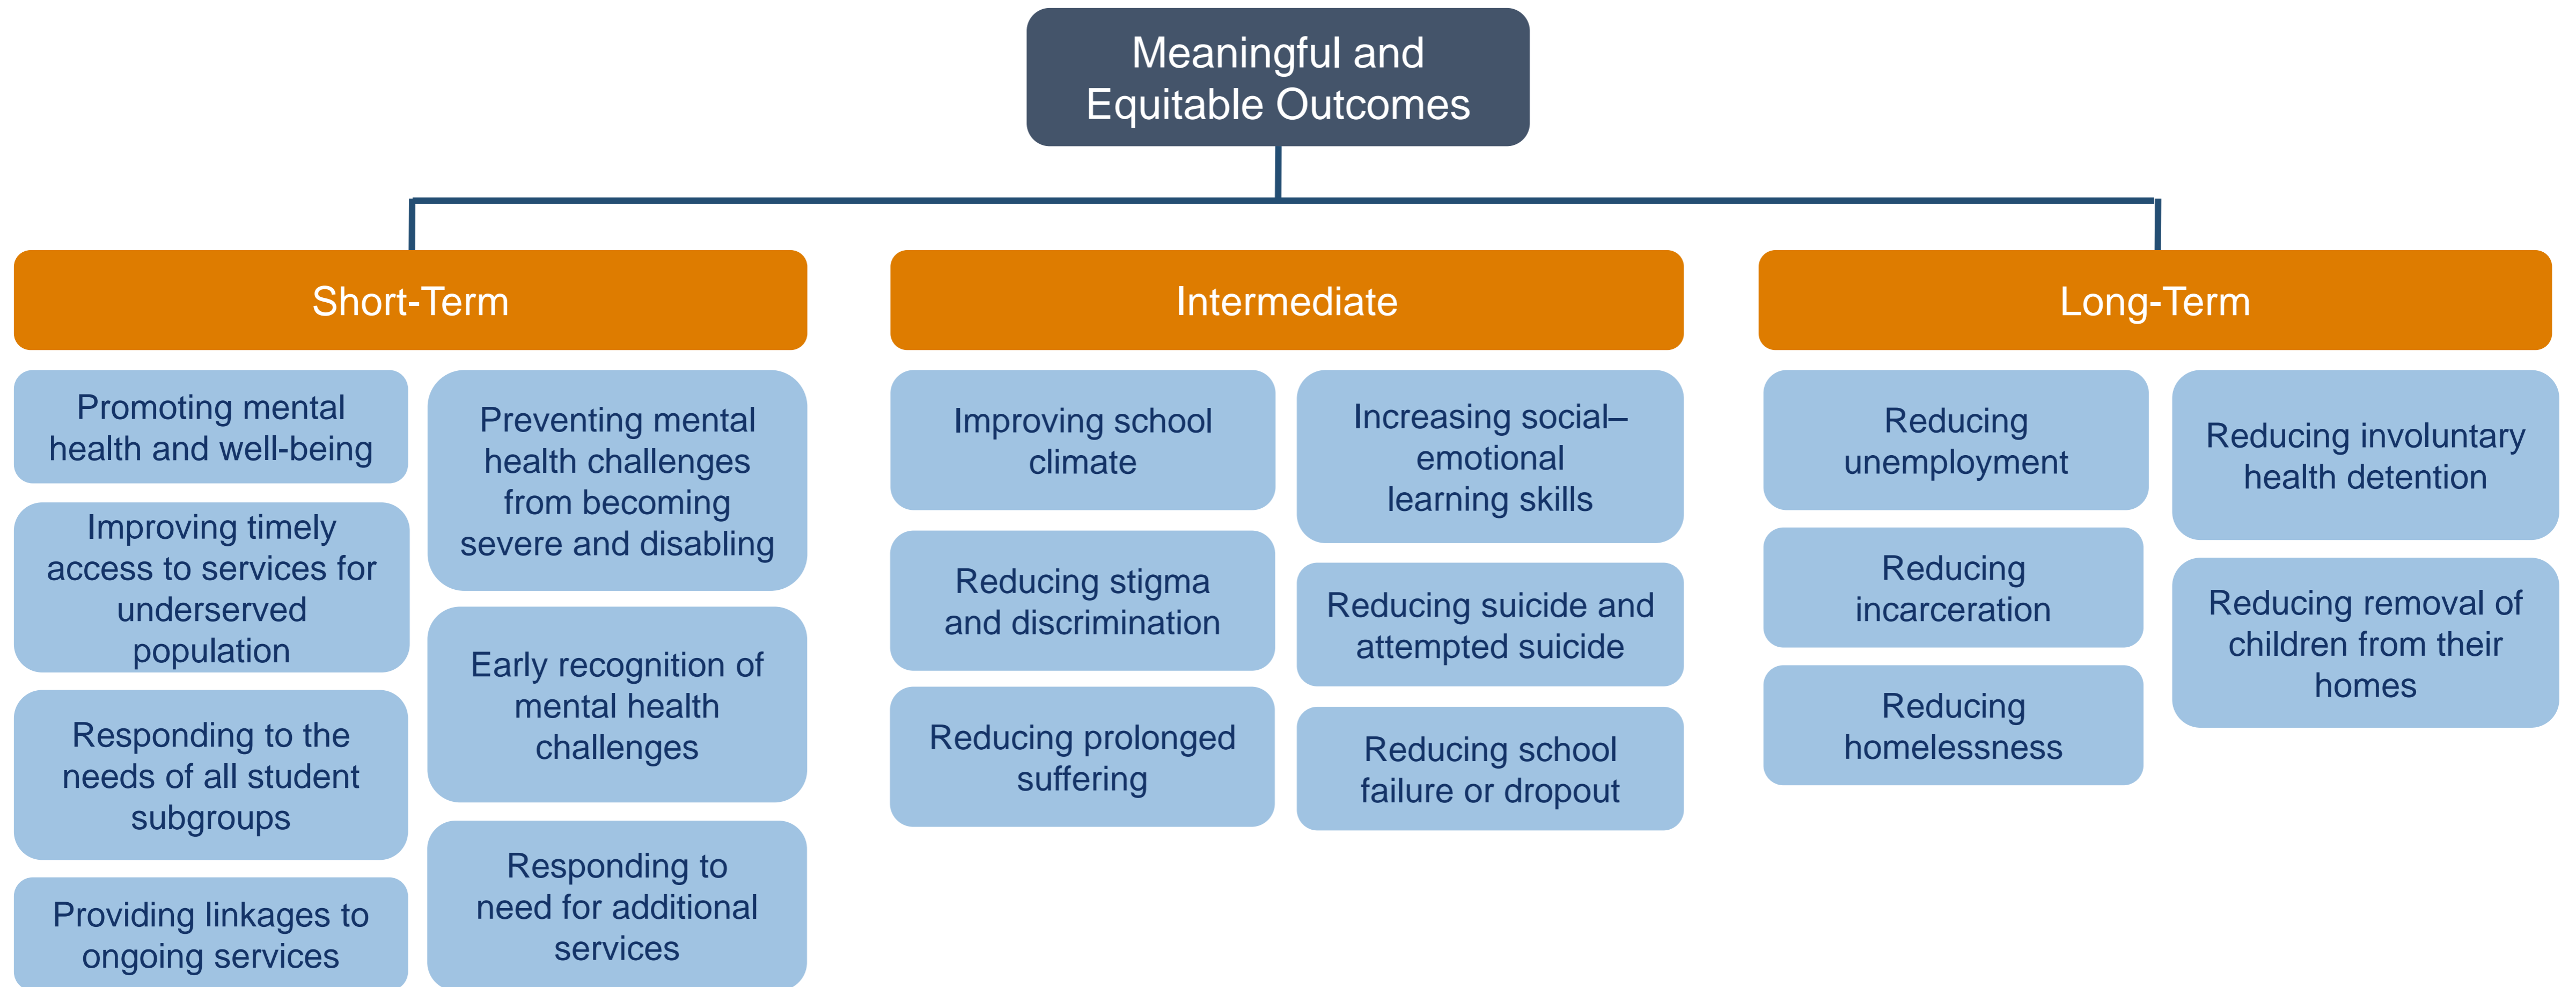 Meaningful and
Equitable Outcomes
Short-Term
Promoting mental
health and well-being
Improving timely
access to services for
underserved
population
Responding to the
needs of all student
subgroups
Providing linkages to
ongoing services
Preventing mental
health challenges
from becoming
severe and disabling
Early recognition of
mental health
challenges
Responding to
need for additional
services
Intermediate
Improving school
climate
Reducing stigma
and discrimination
Reducing prolonged
suffering
Increasing social–
emotional
learning skills
Reducing suicide and
attempted suicide
Reducing school
failure or dropout
Long-Term
Reducing
unemployment
Reducing
incarceration
Reducing
homelessness
Reducing involuntary
health detention
Reducing removal of
children from their
homes